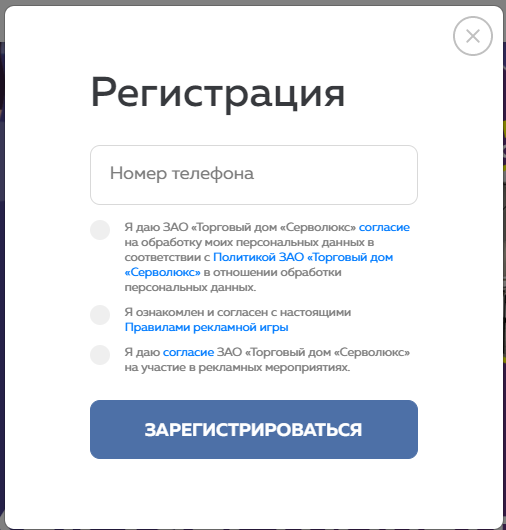 Регистрация
Номер телефона
Я даю ЗАО «Торговый дом «Серволюкс» согласие
на обработку моих персональных данных в
соответствии с Политикой ЗАО «Торговый дом
«Серволюкс» в отношении обработки
персональных данных.
Я ознакомлен и согласен с настоящими
Правилами рекламной игры
Я даю согласие ЗАО «Торговый дом «Серволюкс»
на участие в рекламных мероприятиях.
ЗАРЕГИСТРИРОВАТЬСЯ